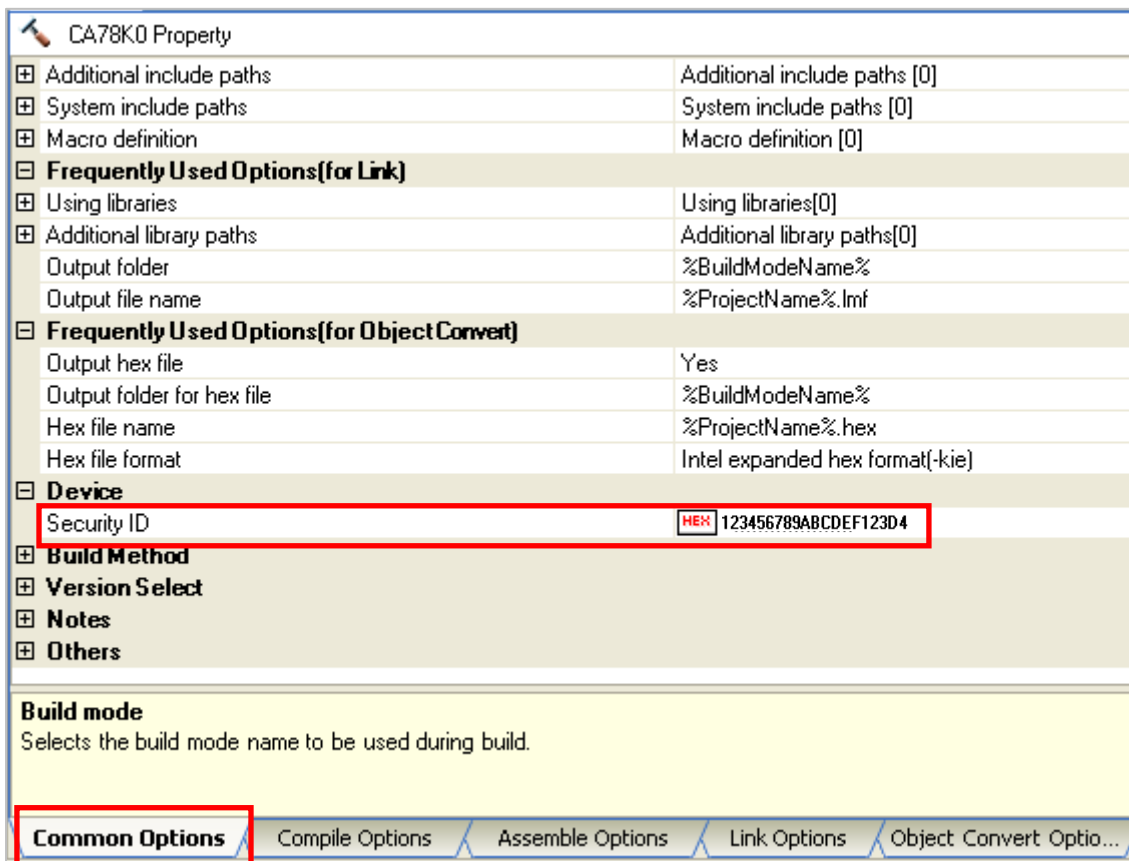 CA78K0 Property
Additional include paths Additional include paths [0]
System include paths System include paths [0]
Macro definition Macro definition [0]
Frequently Used Options(for Link)
Using libraries Using libraries[0]
Additional library paths Additional library paths[0]
Output folder %BuildModeName%
Output file name %ProjectName%.lmf
Frequently Used Options(for Object Convert)
Output hex file Yes
Output folder for hex file %BuildModeName%
Hex file name %ProjectName%.hex
Hex file format Intel expanded hex format(-kie)
Device
Security ID HEX 123456789ABCDEF123D4
Build Method
Version Select
Notes
Others
Build mode
Selects the build mode name to be used during build.
Common Options Compile Options Assemble Options Link Options Object Convert Optio...